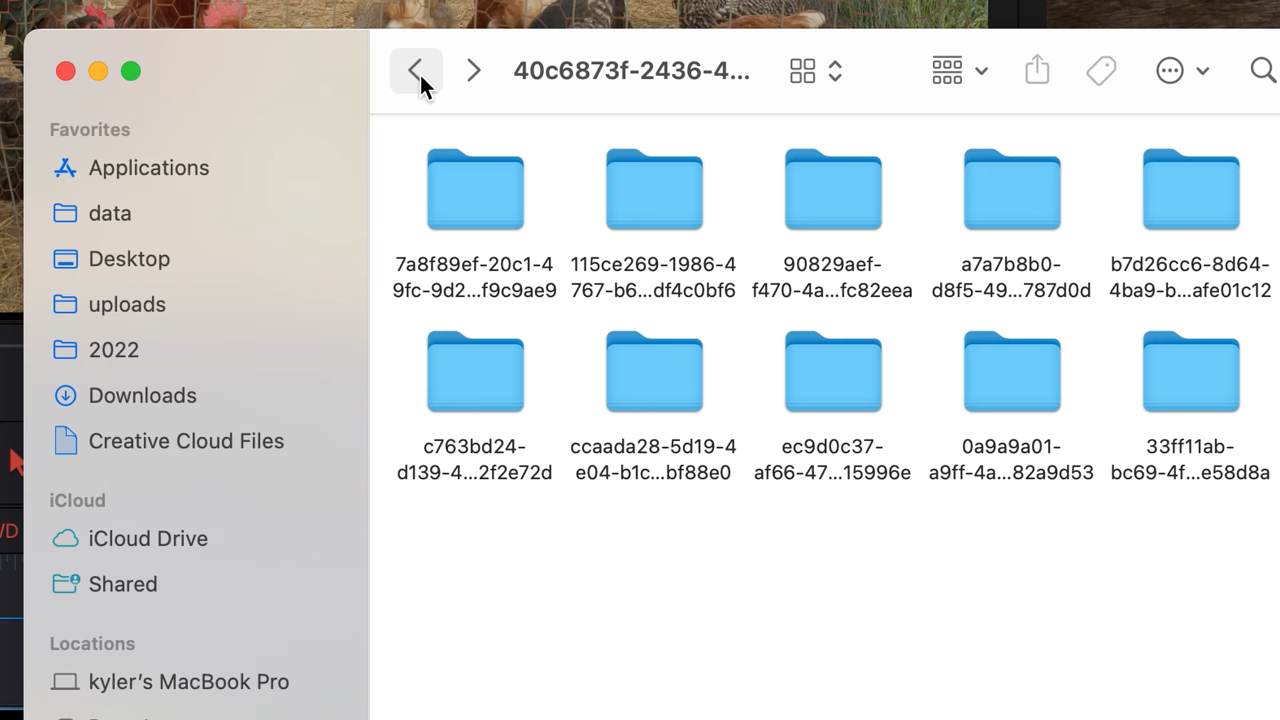 40c6873f-2436-4...
Favorites
Applications
data
Desktop
uploads
2022
Downloads
Creative Cloud Files
iCloud
iCloud Drive
Shared
Locations
kyler's MacBook Pro
7a8f89ef-20c1-4
9fc-9d2...f9c9ae9
115ce269-1986-4
767-b6...df4c0bf6
90829aef-
f470-4a...fc82eea
a7a7b8b0-
d8f5-49...787d0d
b7d26cc6-8d64-
4ba9-b...afe01c12
c763bd24-
d139-4...2f2e72d
ccaada28-5d19-4
e04-b1c...bf88e0
ec9d0c37-
af66-47...15996e
0a9a9a01-
a9ff-4a...82a9d53
33ff11ab-
bc69-4f...e58d8a